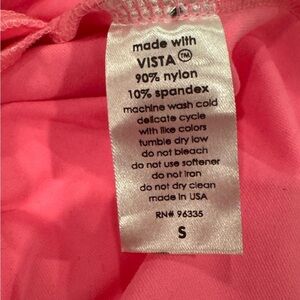 made with
VISTA™
90% nylon
10% spandex
machine wash cold
delicate cycle
with like colors
tumble dry low
do not bleach
do not use softener
do not iron
do not dry clean
made in USA
RN# 96335
S